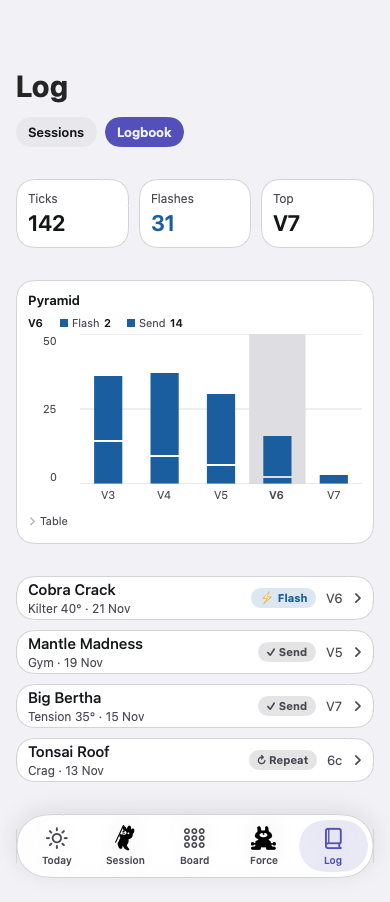 Log
Sessions Logbook
Ticks Flashes Top
142 31 V7
Pyramid
V6 Flash 2 Send 14
50
25
0
V3 V4 V5 V6 V7
Table
Cobra Crack
Kilter 40° · 21 Nov
⚡ Flash V6
Mantle Madness
Gym · 19 Nov
✓ Send V5
Big Bertha
Tension 35° · 15 Nov
✓ Send V7
Tonsai Roof
Crag · 13 Nov
↻ Repeat 6c
Today Session Board Force Log